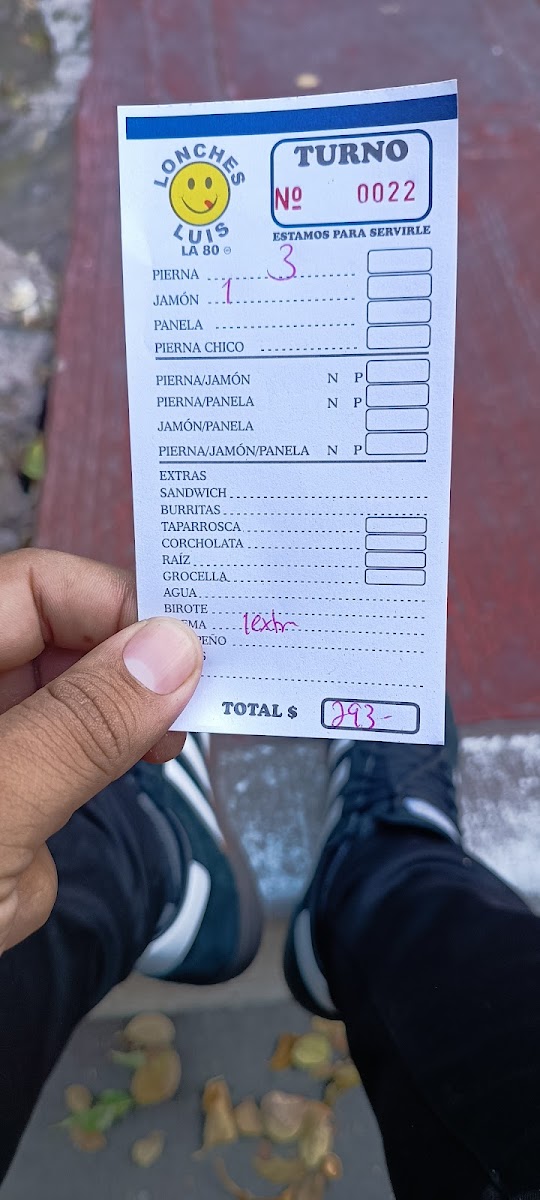 LONCHES
LUIS
LA 80
TURNO
Nº 0022
ESTAMOS PARA SERVIRLE
PIERNA 3
JAMÓN 1
PANELA
PIERNA CHICO
PIERNA/JAMÓN N P
PIERNA/PANELA N P
JAMÓN/PANELA
PIERNA/JAMÓN/PANELA N P
EXTRAS
SANDWICH
BURRITAS
TAPARROSCA
CORCHOLATA
RAÍZ
GROCELLA
AGUA
BIROTE
EMA 1 extra
PEÑO
S
TOTAL $ 293-